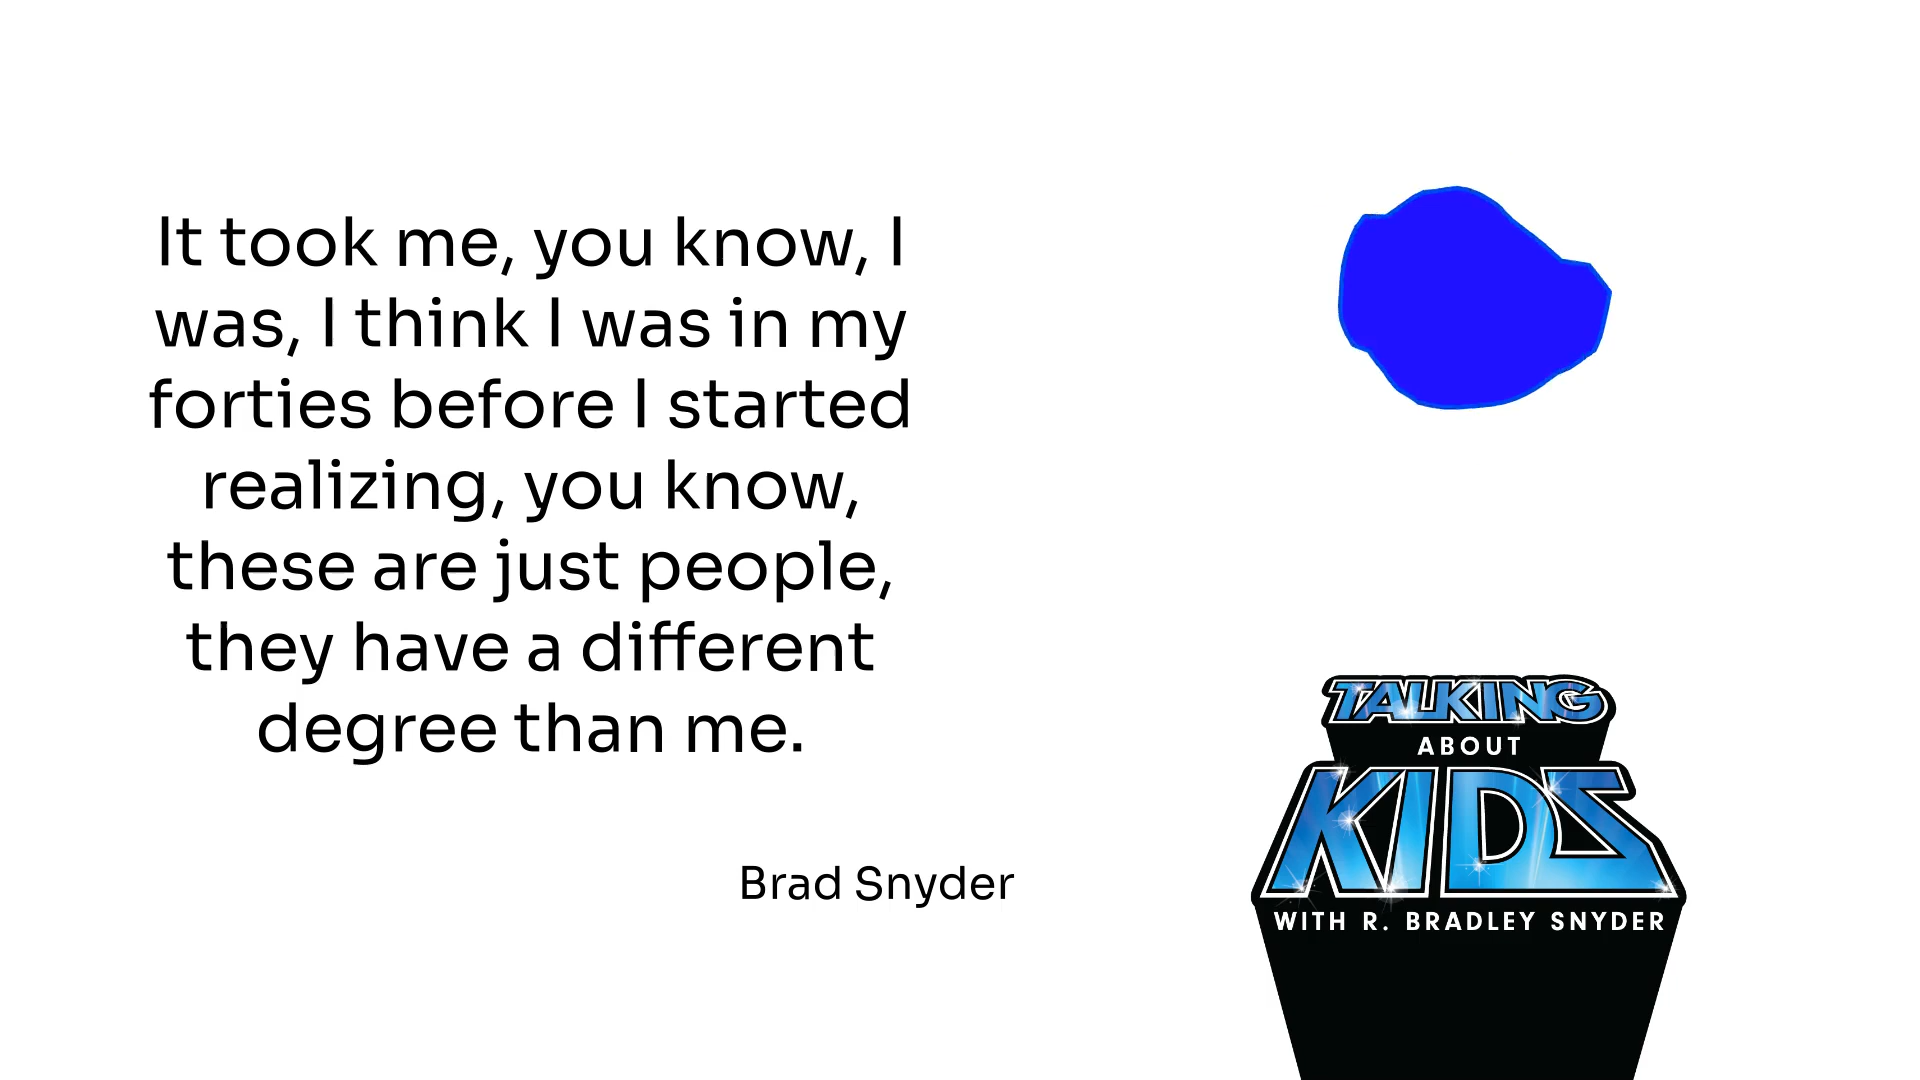 It took me, you know, I
was, I think I was in my
forties before I started
realizing, you know,
these are just people,
they have a different
degree than me.
Brad Snyder
TALKING
ABOUT
KIDS
WITH R. BRADLEY SNYDER